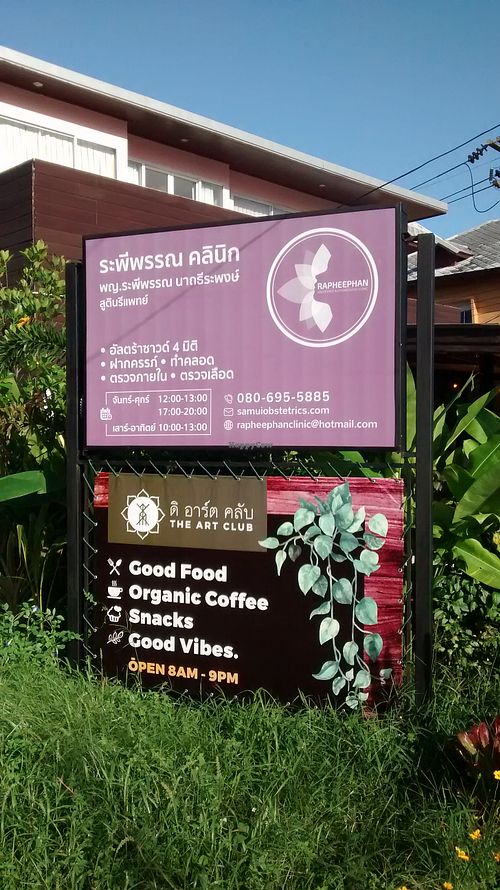 ระพีพรรณ คลินิก
พญ.ระพีพรรณ นาถธีระพงษ์
สูตินรีแพทย์
RAPHEEPHAN
• อัลตร้าซาวด์ 4 มิติ
• ฝากครรภ์ • ทำคลอด
• ตรวจภายใน • ตรวจเลือด
จันทร์-ศุกร์ 12:00-13:00
17:00-20:00
เสาร์-อาทิตย์ 10:00-13:00
080-695-5885
samuiobstetrics.com
rapheephanclinic@hotmail.com
HappyCow
ดิ อาร์ต คลับ
THE ART CLUB
Good Food
Organic Coffee
Snacks
Good Vibes.
OPEN 8AM - 9PM